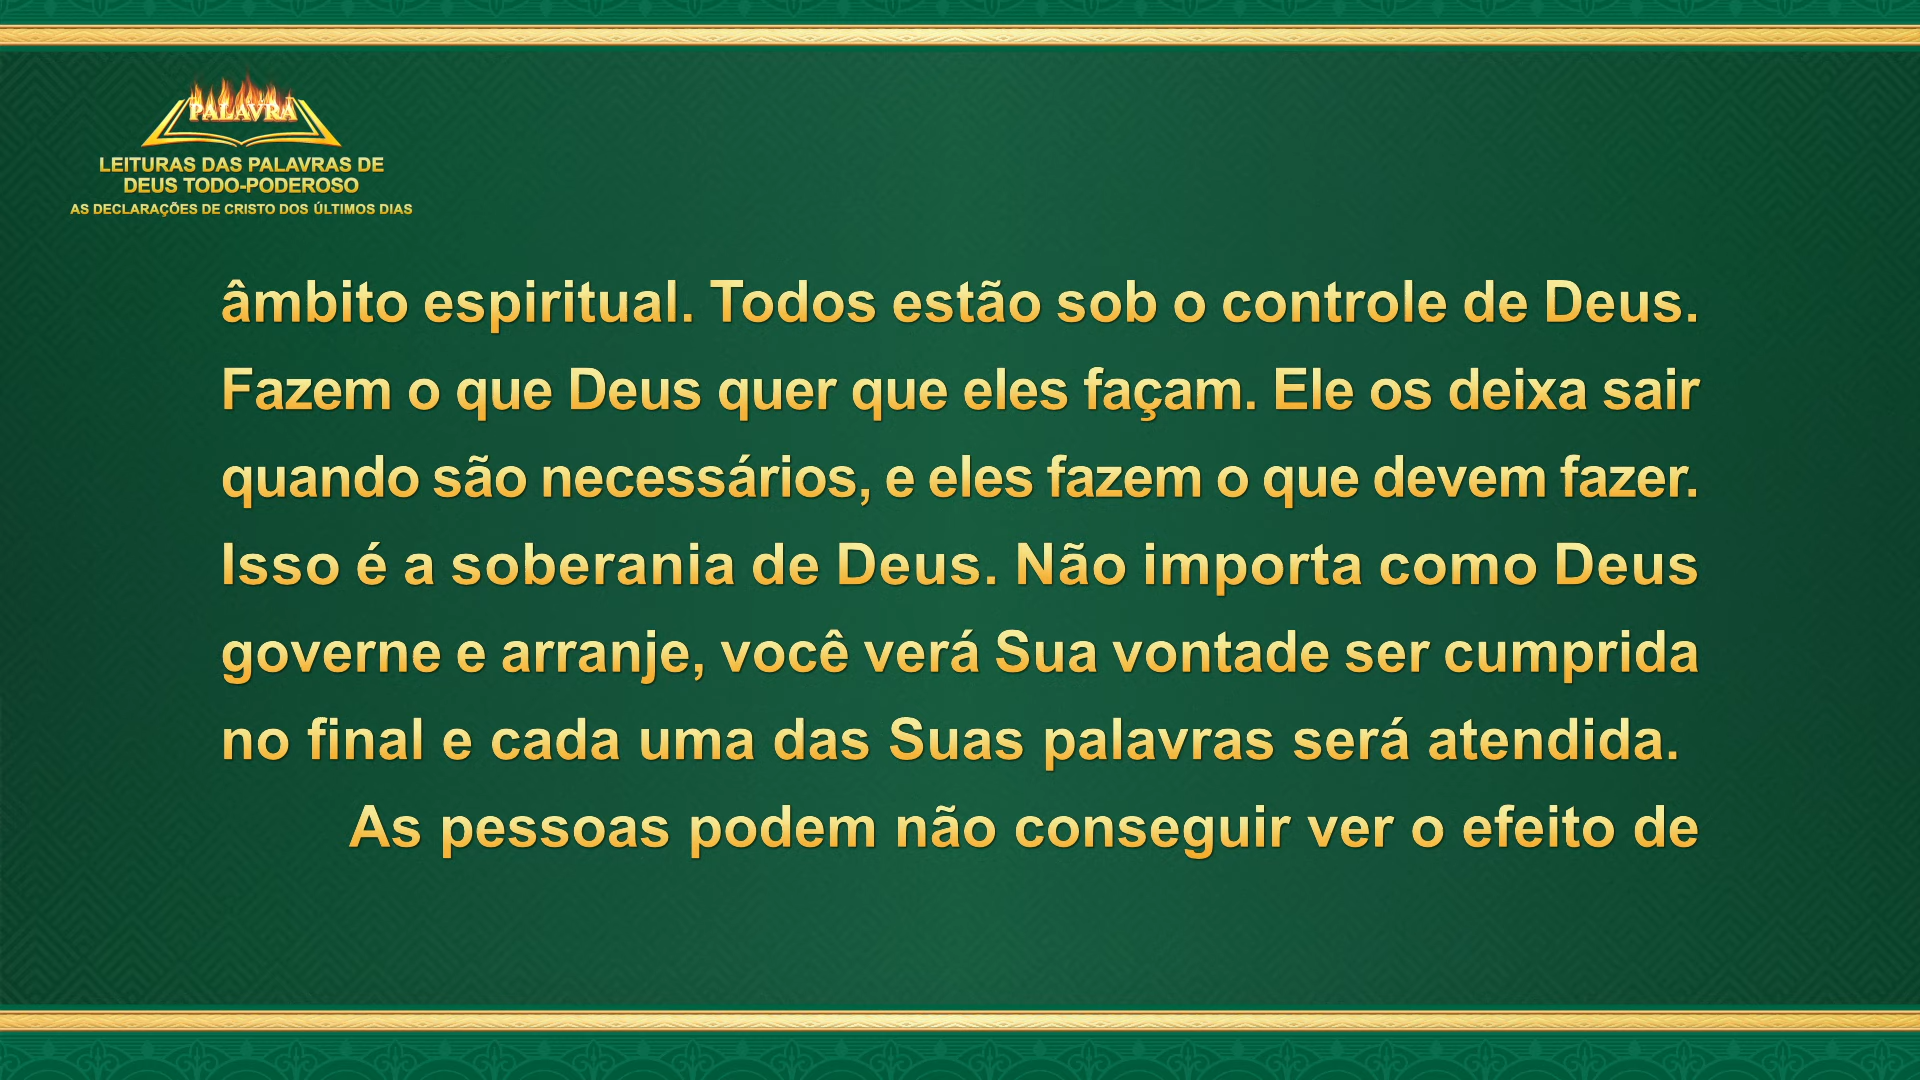 PALAVRA
LEITURAS DAS PALAVRAS DE
DEUS TODO-PODEROSO
AS DECLARAÇÕES DE CRISTO DOS ÚLTIMOS DIAS
âmbito espiritual. Todos estão sob o controle de Deus.
Fazem o que Deus quer que eles façam. Ele os deixa sair
quando são necessários, e eles fazem o que devem fazer.
Isso é a soberania de Deus. Não importa como Deus
governe e arranje, você verá Sua vontade ser cumprida
no final e cada uma das Suas palavras será atendida.
As pessoas podem não conseguir ver o efeito de